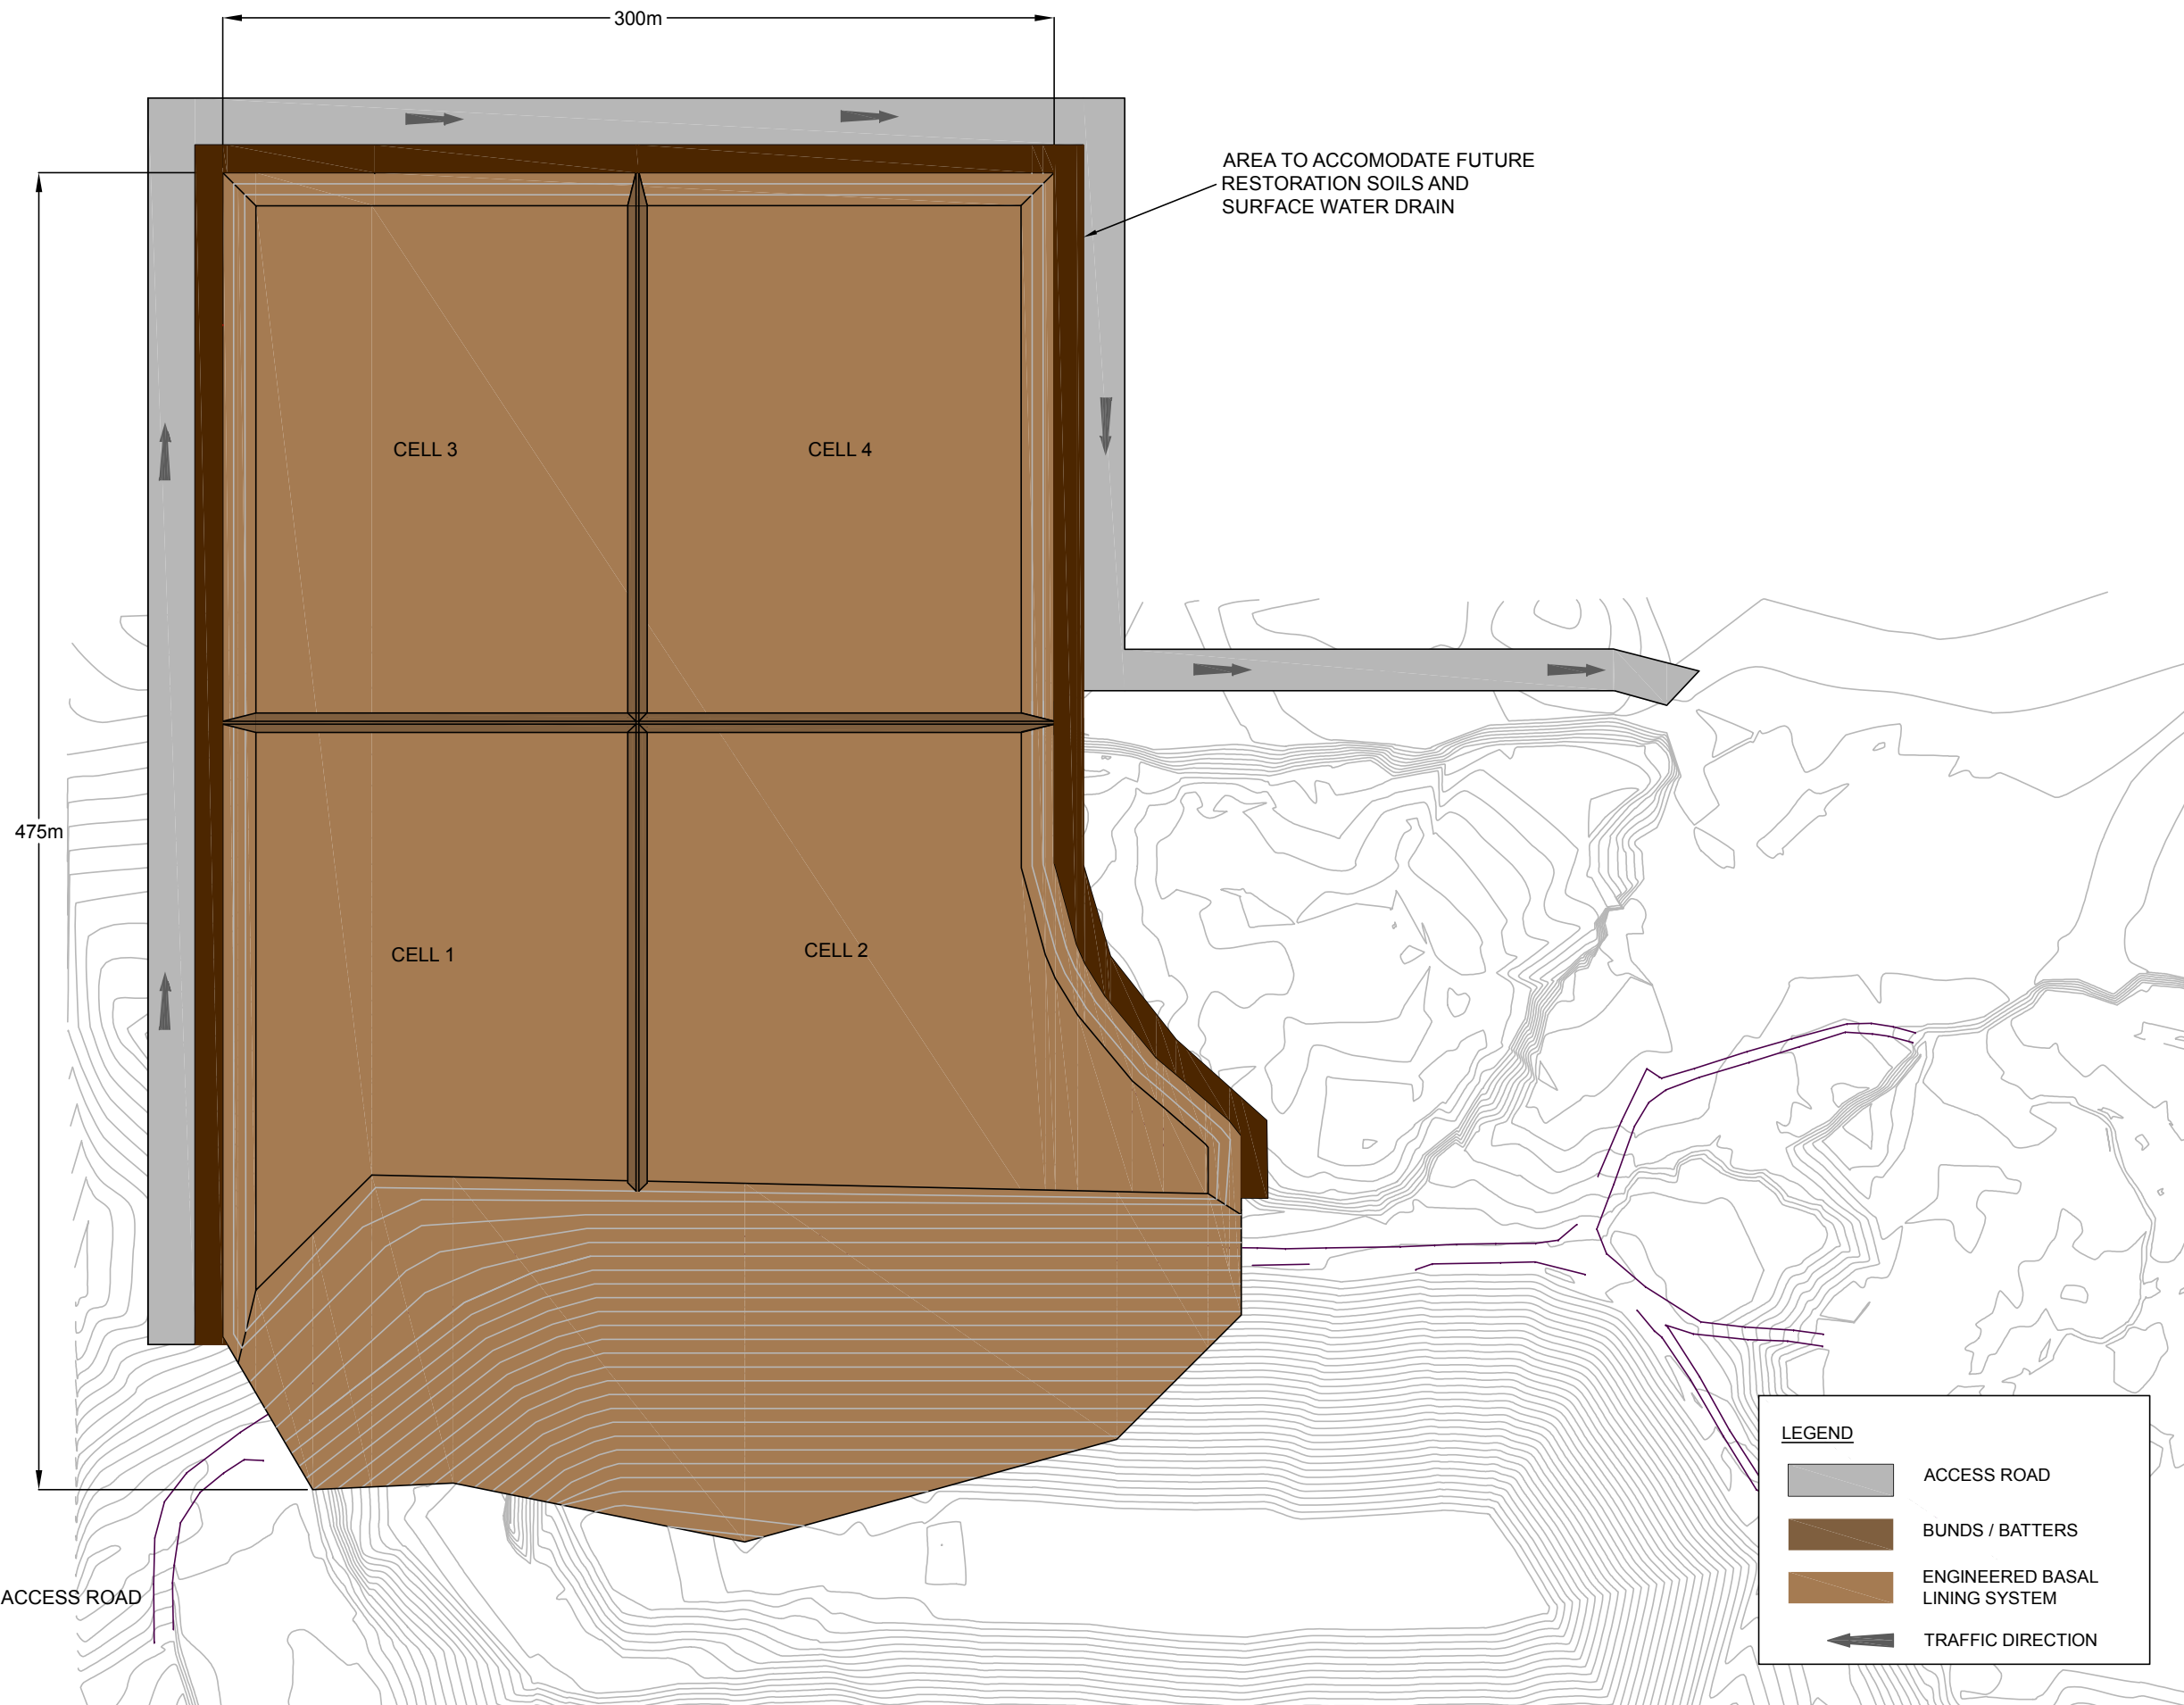 300m
AREA TO ACCOMODATE FUTURE
RESTORATION SOILS AND
SURFACE WATER DRAIN
CELL 3
CELL 4
475m
CELL 1
CELL 2
ACCESS ROAD
LEGEND
ACCESS ROAD
BUNDS / BATTERS
ENGINEERED BASAL
LINING SYSTEM
TRAFFIC DIRECTION